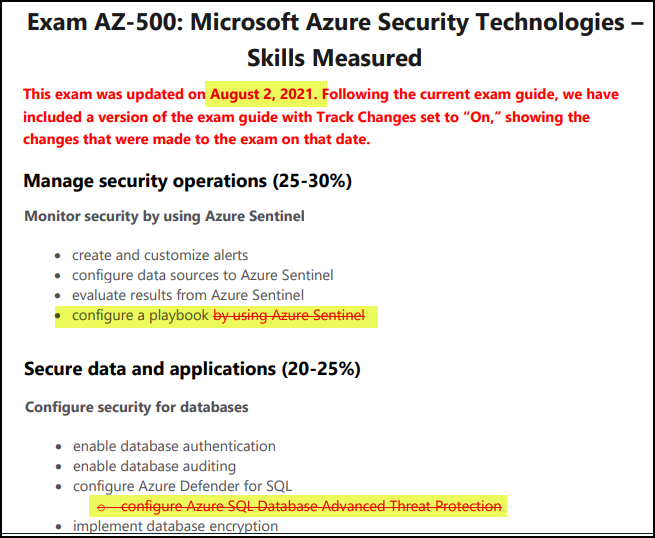 Exam AZ-500: Microsoft Azure Security Technologies –
Skills Measured
This exam was updated on August 2, 2021. Following the current exam guide, we have
included a version of the exam guide with Track Changes set to “On,” showing the
changes that were made to the exam on that date.
Manage security operations (25-30%)
Monitor security by using Azure Sentinel
• create and customize alerts
• configure data sources to Azure Sentinel
• evaluate results from Azure Sentinel
• configure a playbook by using Azure Sentinel
Secure data and applications (20-25%)
Configure security for databases
• enable database authentication
• enable database auditing
• configure Azure Defender for SQL
o configure Azure SQL Database Advanced Threat Protection
• implement database encryption